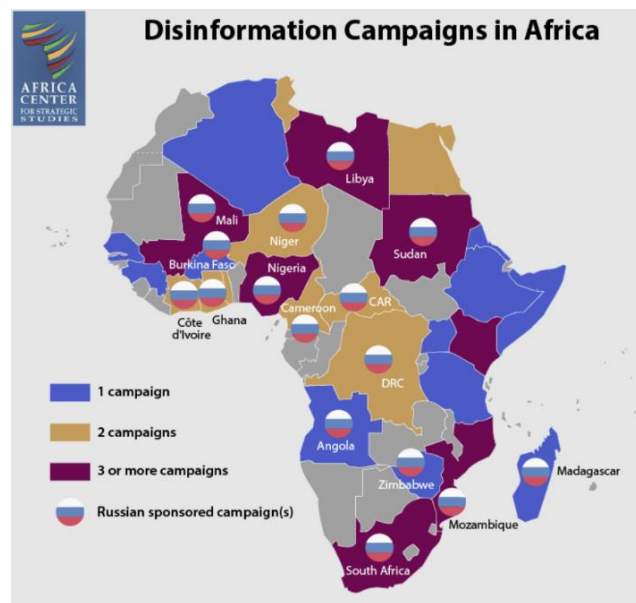 Disinformation Campaigns in Africa
AFRICA
CENTER
FOR STRATEGIC
STUDIES
Libya
Mali
Niger
Sudan
Burkina Faso
Nigeria
Cameroon
CAR
Côte
d'Ivoire
Ghana
DRC
1 campaign
2 campaigns
Angola
3 or more campaigns
Zimbabwe
Madagascar
Russian sponsored campaign(s)
Mozambique
South Africa